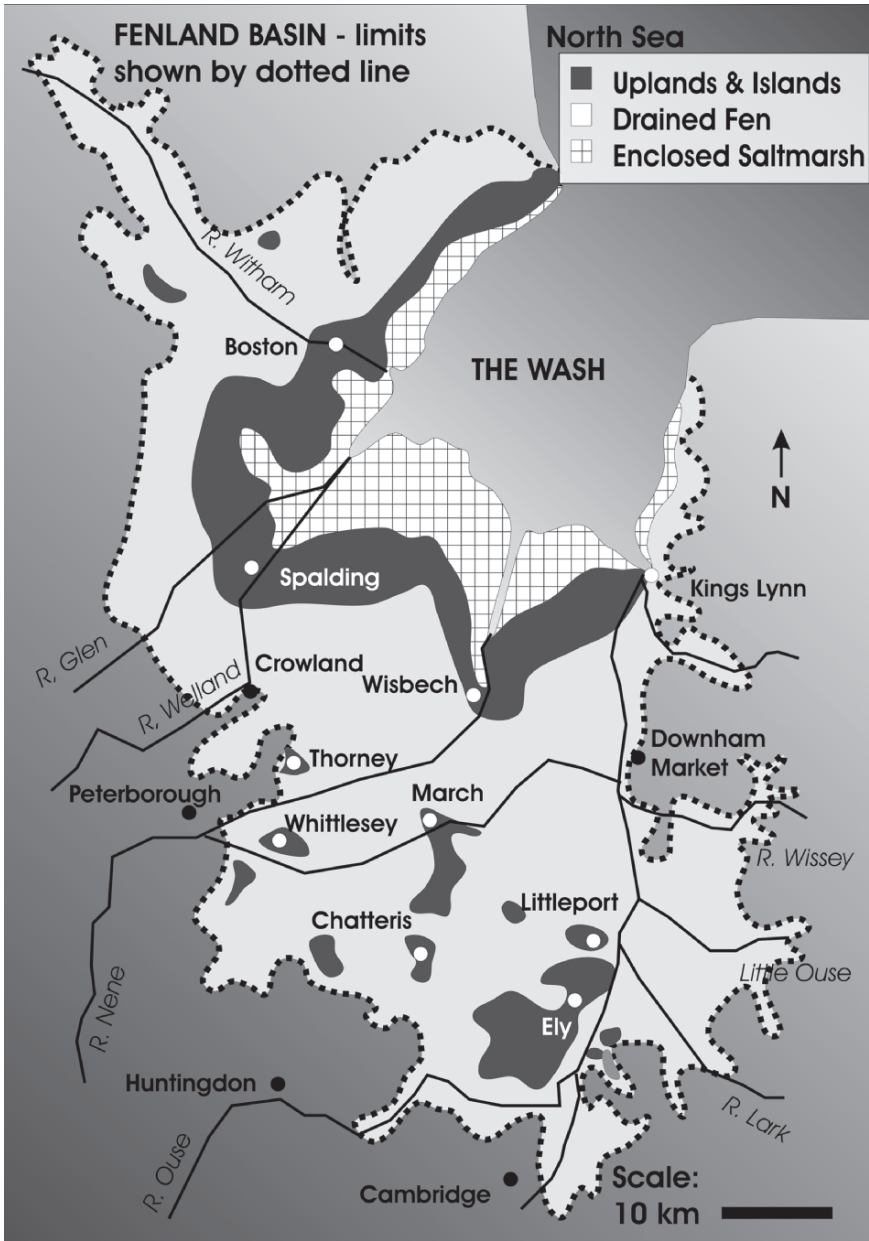 FENLAND BASIN - limits
shown by dotted line
North Sea
Uplands & Islands
Drained Fen
Enclosed Saltmarsh
R. Witham
Boston
THE WASH
N
Spalding
Kings Lynn
R, Glen
Crowland
R, Welland
Wisbech
Thorney
Downham
Market
Peterborough
March
Whittlesey
R. Wissey
Littleport
Chatteris
Little Ouse
R. Nene
Ely
Huntingdon
R. Lark
R. Ouse
Cambridge
Scale:
10 km